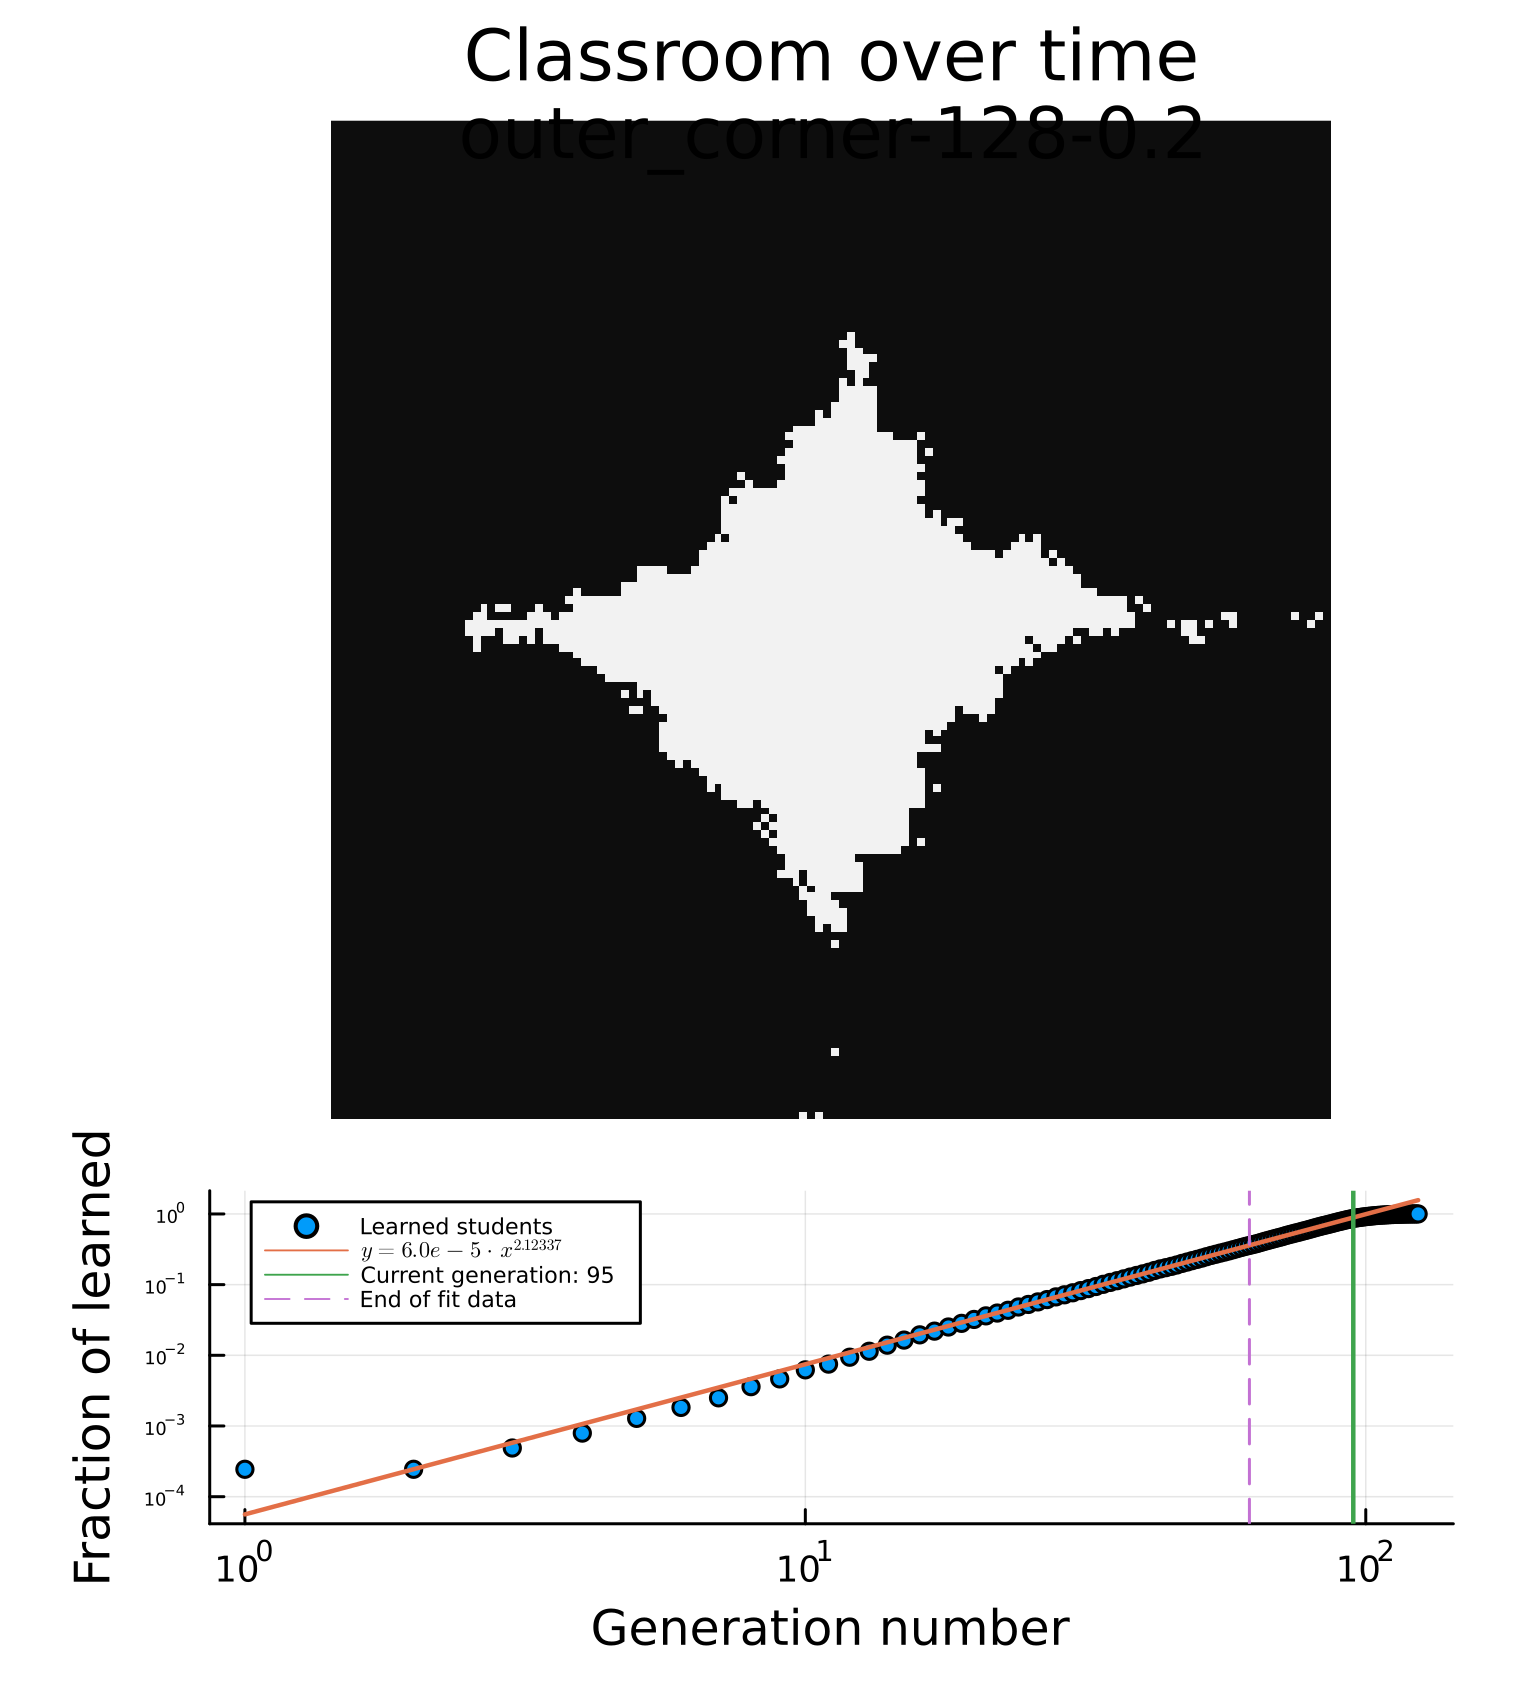 Classroom over time
outer_corner-128-0.2
Fraction of learned
10^0
10^-1
10^-2
10^-3
10^-4
Learned students
y = 6.0e − 5 · x^2.12337
Current generation: 95
End of fit data
10^0 10^1 10^2
Generation number